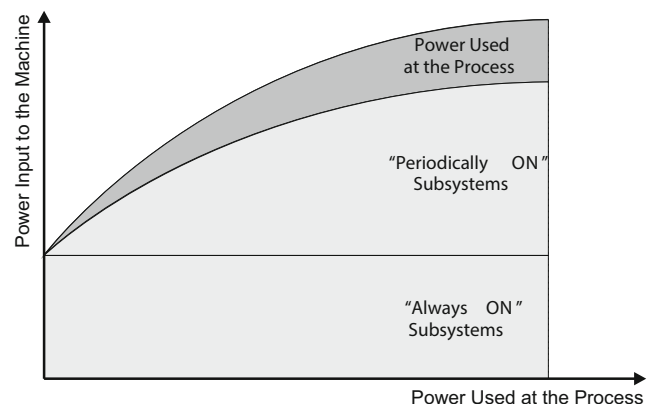 Power Input to the Machine
Power Used
at the Process
“Periodically ON”
Subsystems
“Always ON”
Subsystems
Power Used at the Process